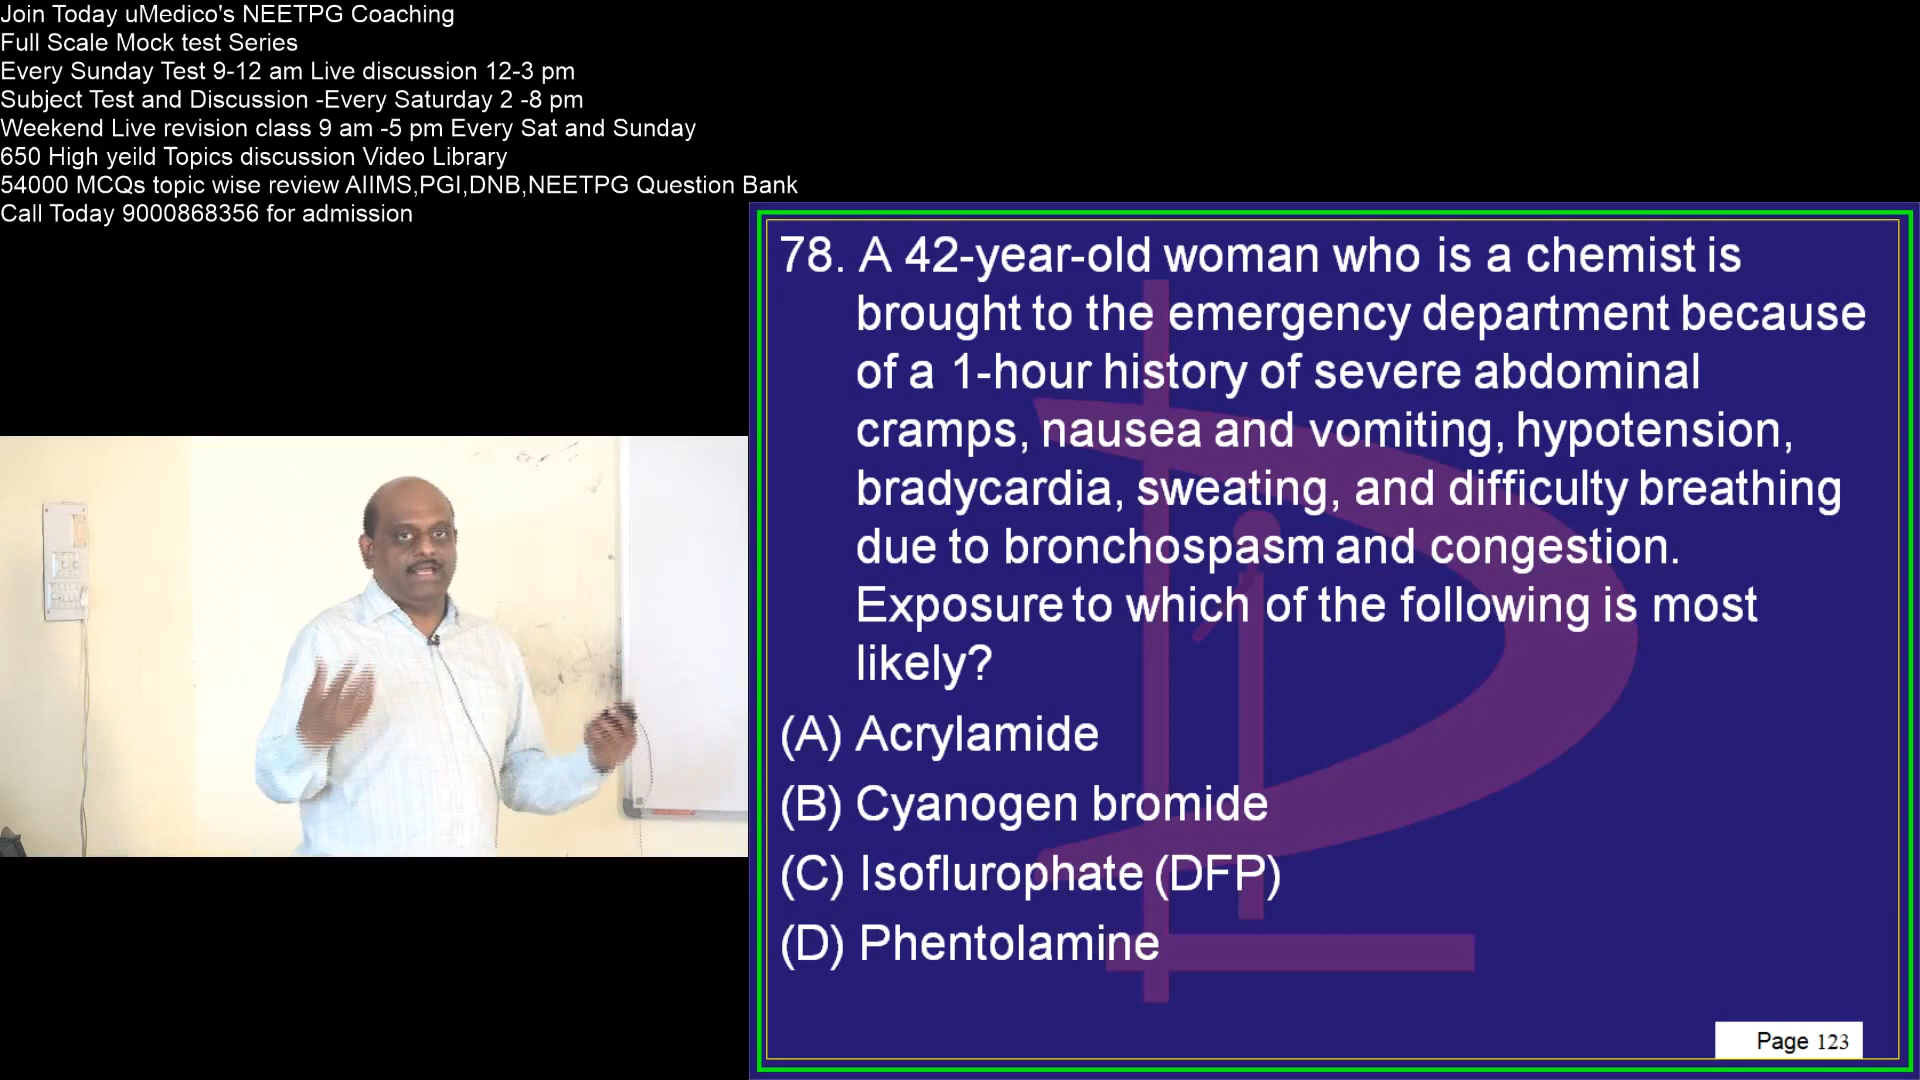 Join Today uMedico's NEETPG Coaching
Full Scale Mock test Series
Every Sunday Test 9-12 am Live discussion 12-3 pm
Subject Test and Discussion -Every Saturday 2 -8 pm
Weekend Live revision class 9 am -5 pm Every Sat and Sunday
650 High yeild Topics discussion Video Library
54000 MCQs topic wise review AIIMS,PGI,DNB,NEETPG Question Bank
Call Today 9000868356 for admission
78. A 42-year-old woman who is a chemist is
brought to the emergency department because
of a 1-hour history of severe abdominal
cramps, nausea and vomiting, hypotension,
bradycardia, sweating, and difficulty breathing
due to bronchospasm and congestion.
Exposure to which of the following is most
likely?
(A) Acrylamide
(B) Cyanogen bromide
(C) Isoflurophate (DFP)
(D) Phentolamine
Page 123